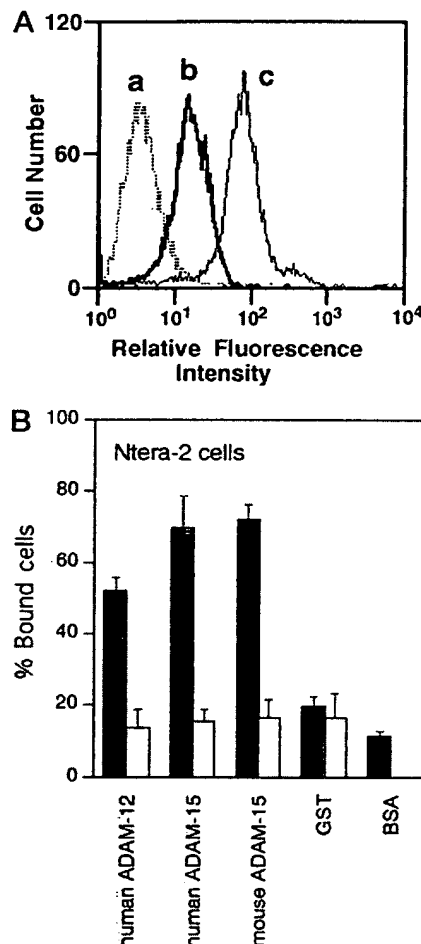 A
120
a b c
60
Cell Number
0
10^0 10^1 10^2 10^3 10^4
Relative Fluorescence
Intensity
B
100
Ntera-2 cells
80
60
40
20
0
% Bound cells
human ADAM-12
human ADAM-15
mouse ADAM-15
GST
BSA